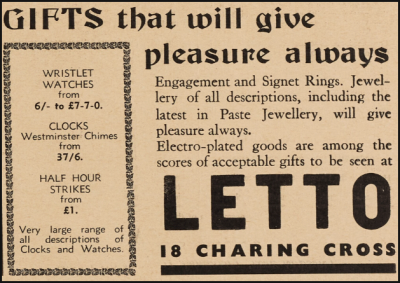 GIFTS that will give
pleasure always
WRISTLET
WATCHES
from
6/- to £7-7-0.
CLOCKS
Westminster Chimes
from
37/6.
HALF HOUR
STRIKES
from
£1.
Very large range of
all descriptions of
Clocks and Watches.
Engagement and Signet Rings. Jewel-
lery of all descriptions, including the
latest in Paste Jewellery, will give
pleasure always.
Electro-plated goods are among the
scores of acceptable gifts to be seen at
LETTO
18 CHARING CROSS